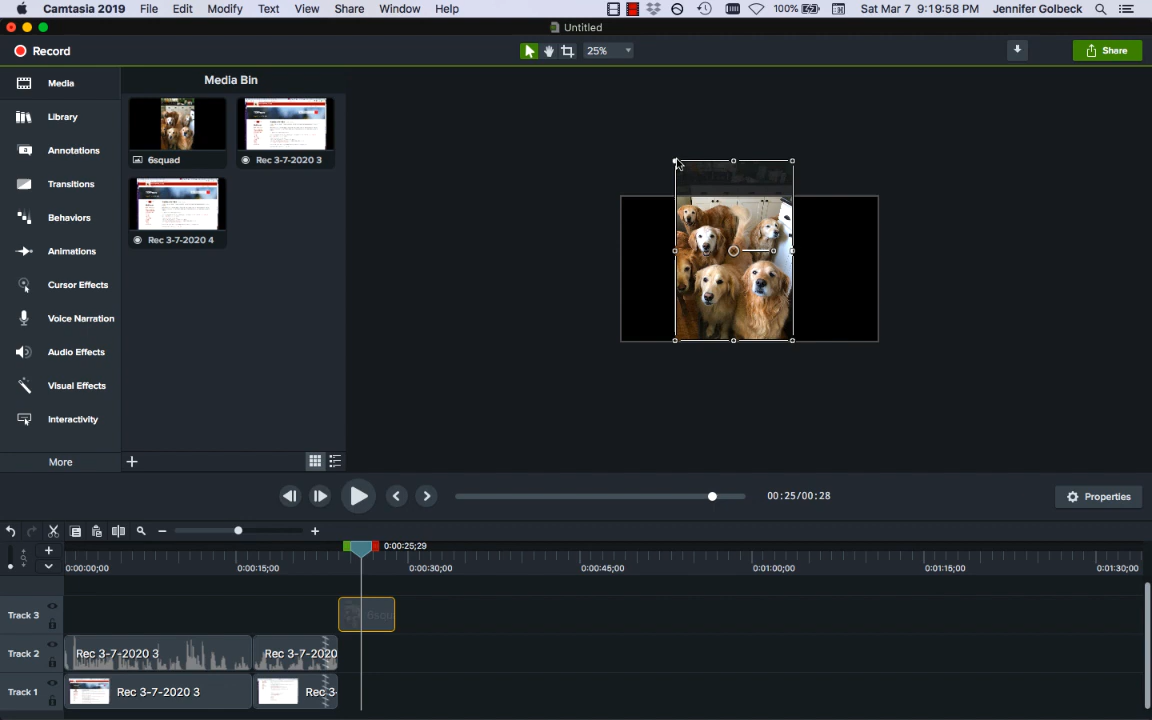 Camtasia 2019 File Edit Modify Text View Share Window Help 100% Sat Mar 7 9:19:58 PM Jennifer Golbeck
Untitled
Record 25% Share
Media Media Bin
Library
Annotations
Transitions
Behaviors
Animations
Cursor Effects
Voice Narration
Audio Effects
Visual Effects
Interactivity
More
6squad Rec 3-7-2020 3
Rec 3-7-2020 4
00:25/00:28 Properties
0:00:25;29
0:00:00;00 0:00:15;00 0:00:30;00 0:00:45;00 0:01:00;00 0:01:15;00 0:01:30;00
Track 3 6squ
Track 2 Rec 3-7-2020 3 Rec 3-7-2020
Track 1 Rec 3-7-2020 3 Rec 3-